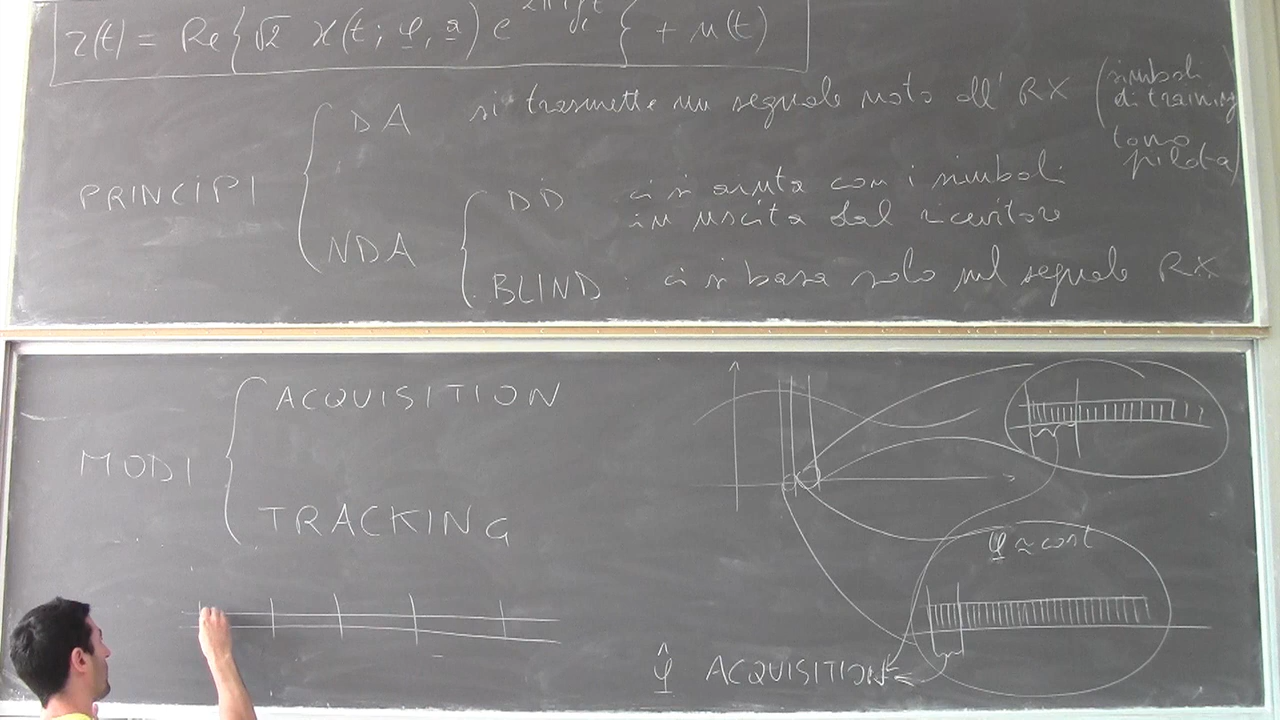 r(t) = Re{√2 x(t; φ, a) e^{2πj f_c t}} + n(t)
DA si trasmette un segnale noto all' RX (simboli
di training
tono
pilota)
PRINCIPI
DD ci si aiuta con i simboli
in uscita dal ricevitore
NDA
BLIND: ci si basa solo sul segnale RX
ACQUISITION
MODI
TRACKING
φ ≈ cost
φ̂ ACQUISITION